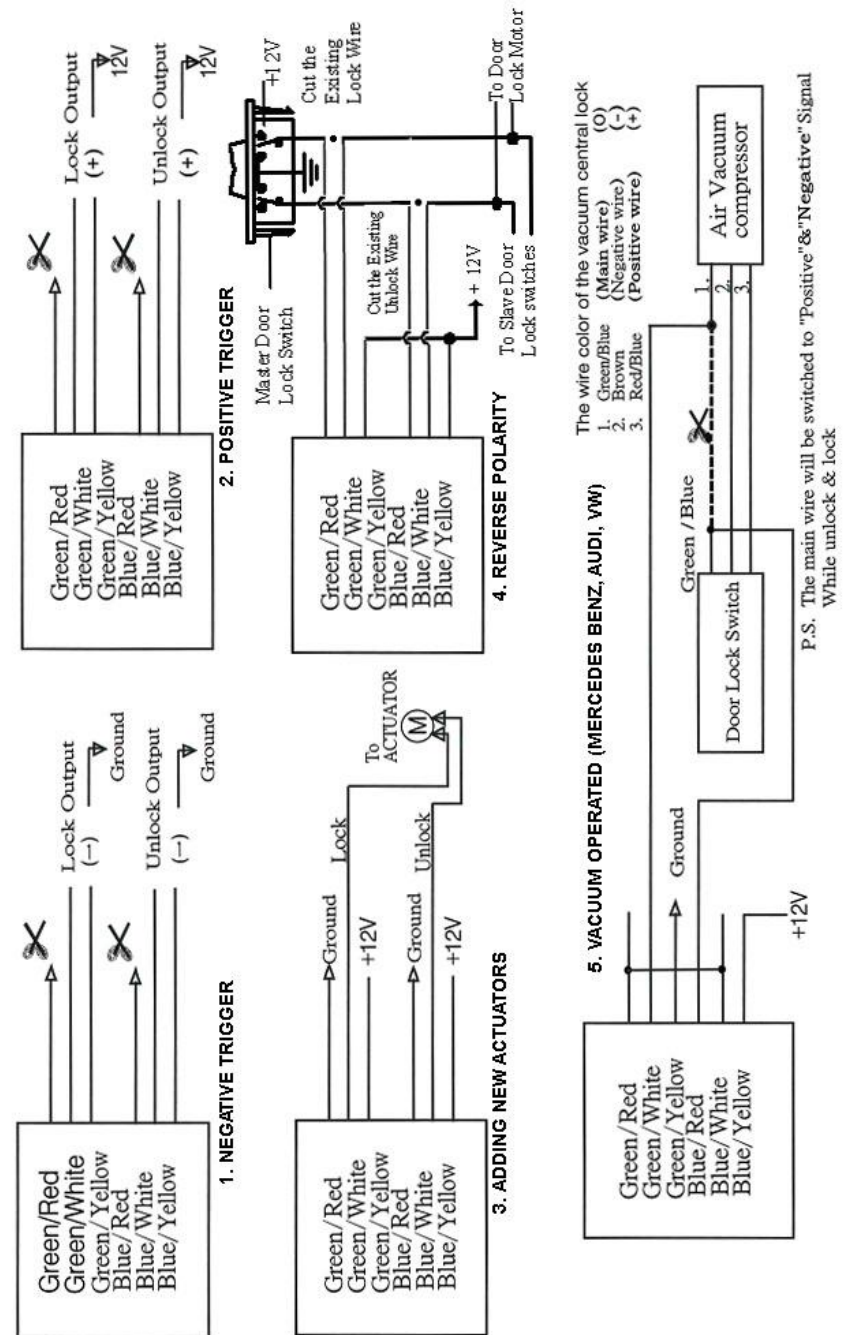 Green/Red
Green/White
Green/Yellow
Blue/Red
Blue/White
Blue/Yellow
Lock Output
(—)
Ground
Unlock Output
(—)
Ground
1. NEGATIVE TRIGGER
Green/Red
Green/White
Green/Yellow
Blue/Red
Blue/White
Blue/Yellow
Lock Output
(+)
12V
Unlock Output
(+)
12V
2. POSITIVE TRIGGER
Green/Red
Green/White
Green/Yellow
Blue/Red
Blue/White
Blue/Yellow
Ground
Lock
+12V
Ground
Unlock
+12V
To
ACTUATOR
M
3. ADDING NEW ACTUATORS
Master Door
Lock Switch
+12V
Cut the
Existing
Lock Wire
Green/Red
Green/White
Green/Yellow
Blue/Red
Blue/White
Blue/Yellow
Cut the Existing
Unlock Wire
+ 12V
To Door
Lock Motor
To Slave Door
Lock switches
4. REVERSE POLARITY
5. VACUUM OPERATED (MERCEDES BENZ, AUDI, VW)
The wire color of the vacuum central lock
1. Green/Blue (Main wire) (O)
2. Brown (Negative wire) (—)
3. Red/Blue (Positive wire) (+)
Green/Red
Green/White
Green/Yellow
Blue/Red
Blue/White
Blue/Yellow
Ground
+12V
Green / Blue
Door Lock Switch
1.
2.
3.
Air Vacuum
compressor
P.S. The main wire will be switched to "Positive"&"Negative" Signal
While unlock & lock